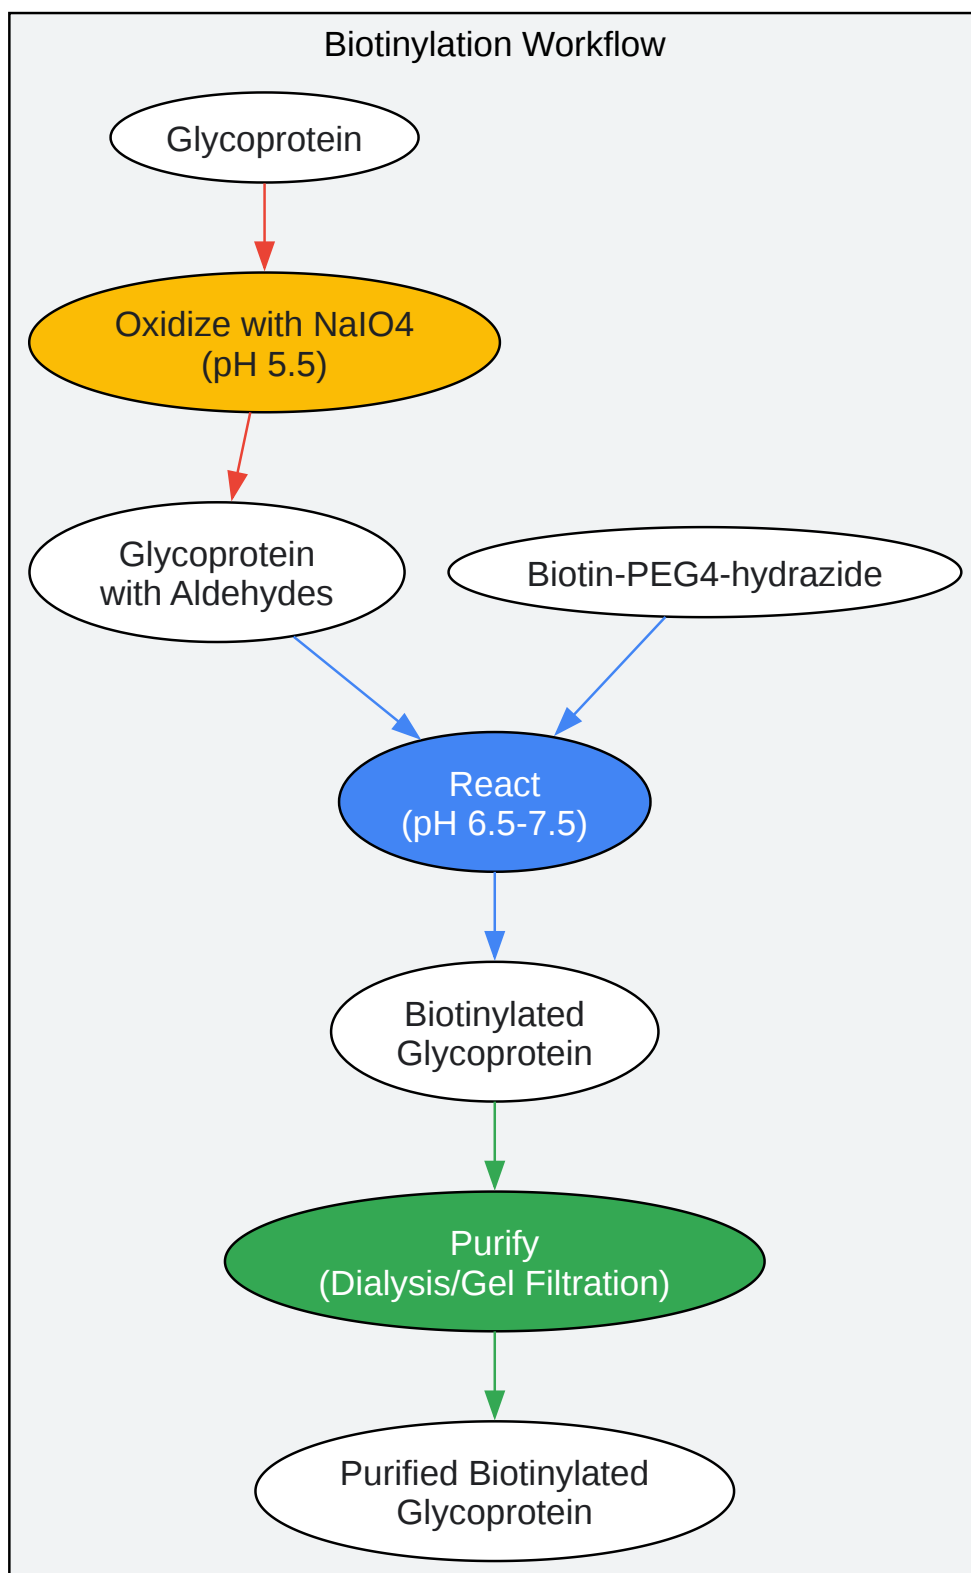 Biotinylation Workflow
Glycoprotein
Oxidize with NaIO4
(pH 5.5)
Glycoprotein
with Aldehydes
Biotin-PEG4-hydrazide
React
(pH 6.5-7.5)
Biotinylated
Glycoprotein
Purify
(Dialysis/Gel Filtration)
Purified Biotinylated
Glycoprotein